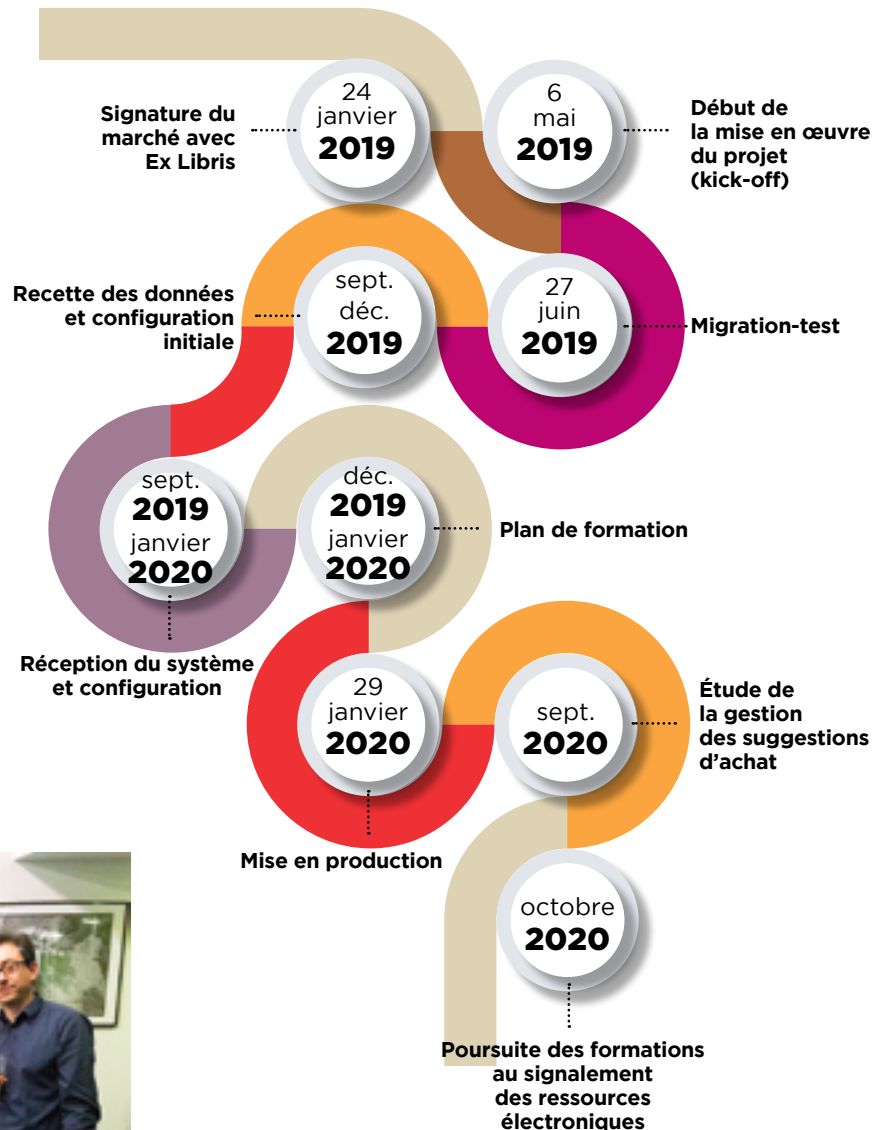 Signature du
marché avec
Ex Libris
24
janvier
2019
6
mai
2019
Début de
la mise en œuvre
du projet
(kick-off)
27
juin
2019
Migration-test
sept.
déc.
2019
Recette des données
et configuration
initiale
sept.
2019
janvier
2020
Réception du système
et configuration
déc.
2019
janvier
2020
Plan de formation
29
janvier
2020
Mise en production
sept.
2020
Étude de
la gestion
des suggestions
d'achat
octobre
2020
Poursuite des formations
au signalement
des ressources
électroniques